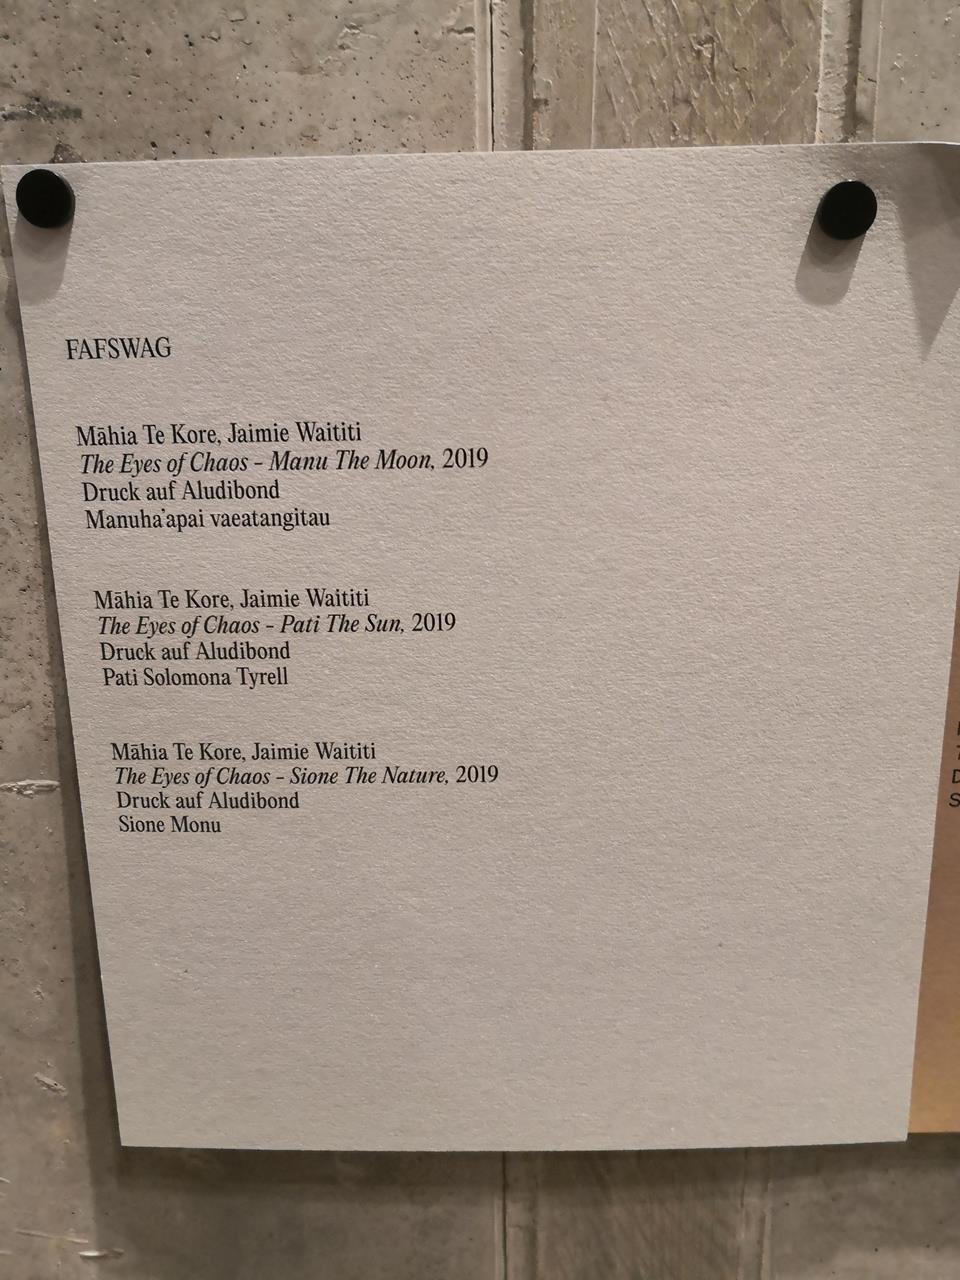 FAFSWAG
Māhia Te Kore, Jaimie Waititi
The Eyes of Chaos – Manu The Moon, 2019
Druck auf Aludibond
Manuha'apai vaeatangitau
Māhia Te Kore, Jaimie Waititi
The Eyes of Chaos – Pati The Sun, 2019
Druck auf Aludibond
Pati Solomona Tyrell
Māhia Te Kore, Jaimie Waititi
The Eyes of Chaos – Sione The Nature, 2019
Druck auf Aludibond
Sione Monu